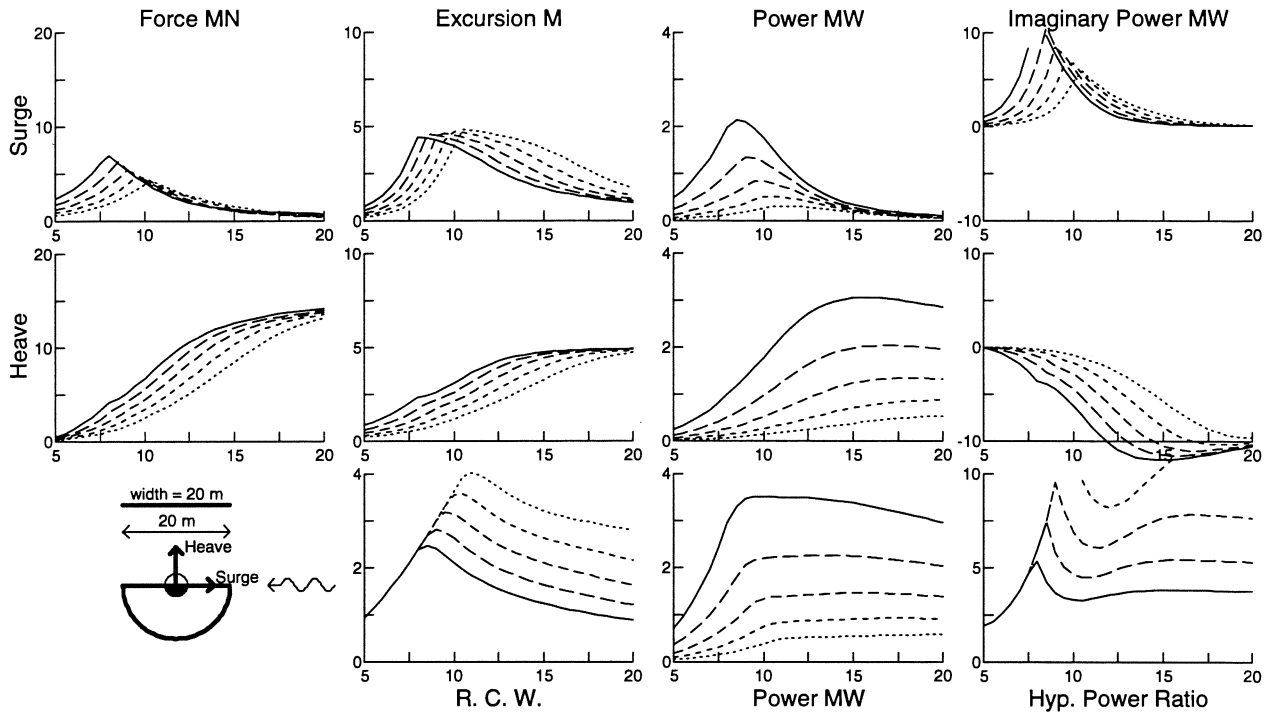 Force MN Excursion M Power MW Imaginary Power MW
20 10 4 10
Surge
10 5 2 0
0 0 0 -10
5 10 15 20 5 10 15 20 5 10 15 20 5 10 15 20
20 10 4 10
Heave
10 5 2 0
0 0 0 -10
5 10 15 20 5 10 15 20 5 10 15 20 5 10 15 20
width = 20 m
20 m
Heave
Surge
4 4 10
2 2 5
0 0 0
5 10 15 20 5 10 15 20 5 10 15 20
R. C. W. Power MW Hyp. Power Ratio